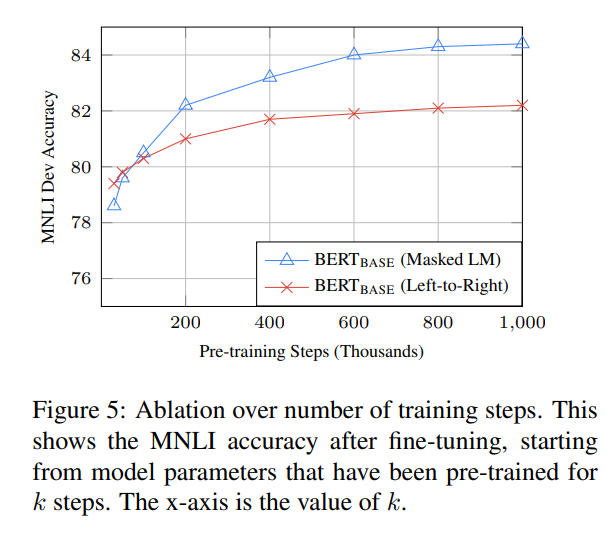 84
82
80
78
76
MNLI Dev Accuracy
BERTBASE (Masked LM)
BERTBASE (Left-to-Right)
200 400 600 800 1,000
Pre-training Steps (Thousands)
Figure 5: Ablation over number of training steps. This
shows the MNLI accuracy after fine-tuning, starting
from model parameters that have been pre-trained for
k steps. The x-axis is the value of k.